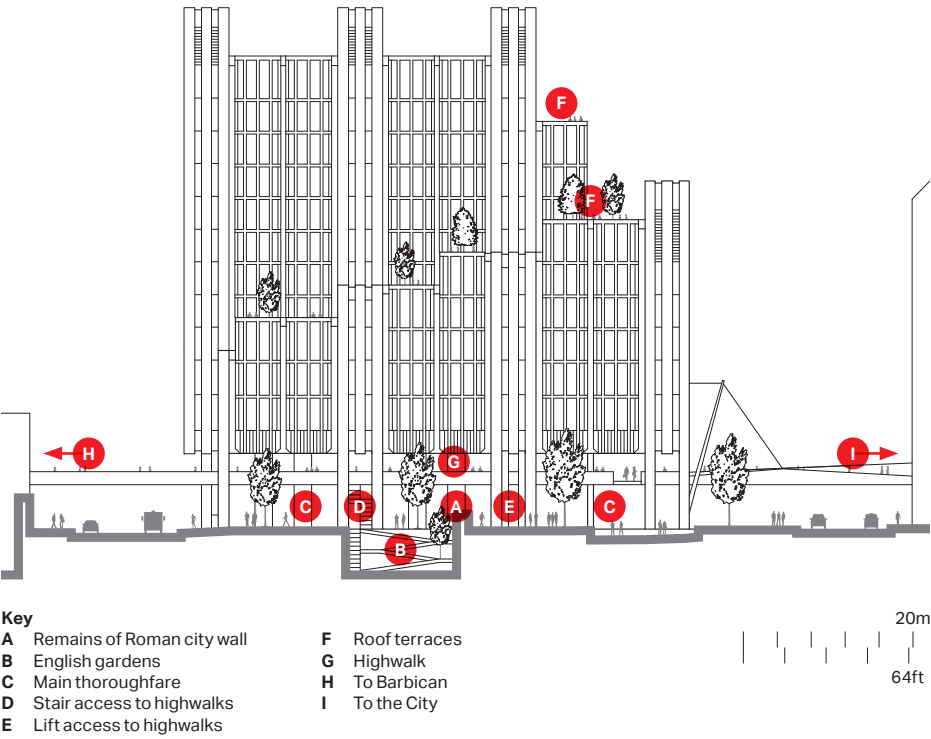 F
F
H
G
I
C
D
A
E
C
B
Key
A Remains of Roman city wall
B English gardens
C Main thoroughfare
D Stair access to highwalks
E Lift access to highwalks
F Roof terraces
G Highwalk
H To Barbican
I To the City
20m
64ft